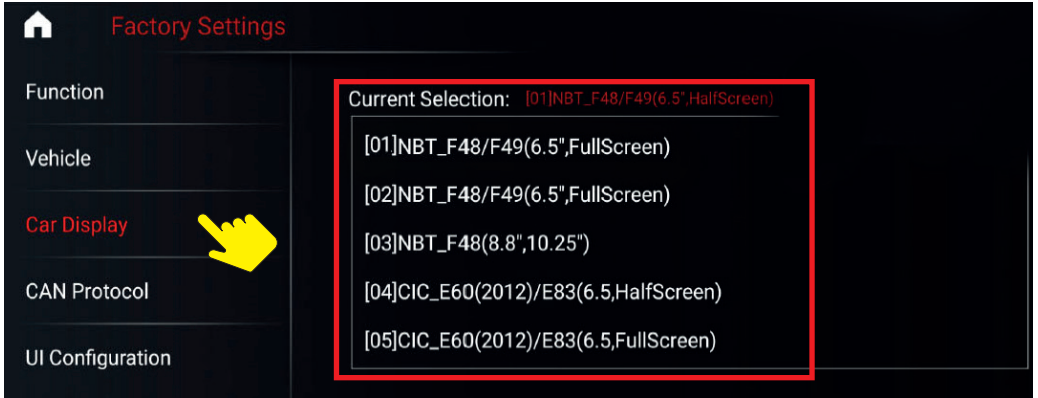 Factory Settings
Function
Vehicle
Car Display
CAN Protocol
UI Configuration
Current Selection: [01]NBT_F48/F49(6.5",HalfScreen)
[01]NBT_F48/F49(6.5",FullScreen)
[02]NBT_F48/F49(6.5",FullScreen)
[03]NBT_F48(8.8",10.25")
[04]CIC_E60(2012)/E83(6.5,HalfScreen)
[05]CIC_E60(2012)/E83(6.5,FullScreen)